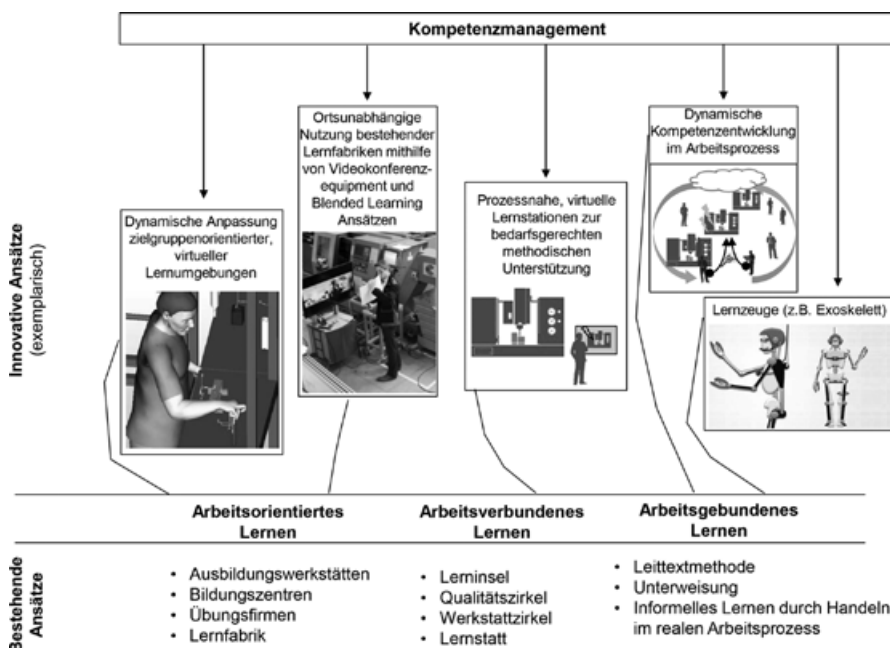 Kompetenzmanagement
Innovative Ansätze
(exemplarisch)
Dynamische Anpassung
zielgruppenorientierter,
virtueller
Lernumgebungen
Ortsunabhängige
Nutzung bestehender
Lernfabriken mithilfe
von Videokonferenz-
equipment und
Blended Learning
Ansätzen
Prozessnahe, virtuelle
Lernstationen zur
bedarfsgerechten
methodischen
Unterstützung
Dynamische
Kompetenzentwicklung
im Arbeitsprozess
Lernzeuge (z.B. Exoskelett)
Bestehende
Ansätze
Arbeitsorientiertes
Lernen
• Ausbildungswerkstätten
• Bildungszentren
• Übungsfirmen
• Lernfabrik
Arbeitsverbundenes
Lernen
• Lerninsel
• Qualitätszirkel
• Werkstattzirkel
• Lernstatt
Arbeitsgebundenes
Lernen
• Leittextmethode
• Unterweisung
• Informelles Lernen durch Handeln
im realen Arbeitsprozess